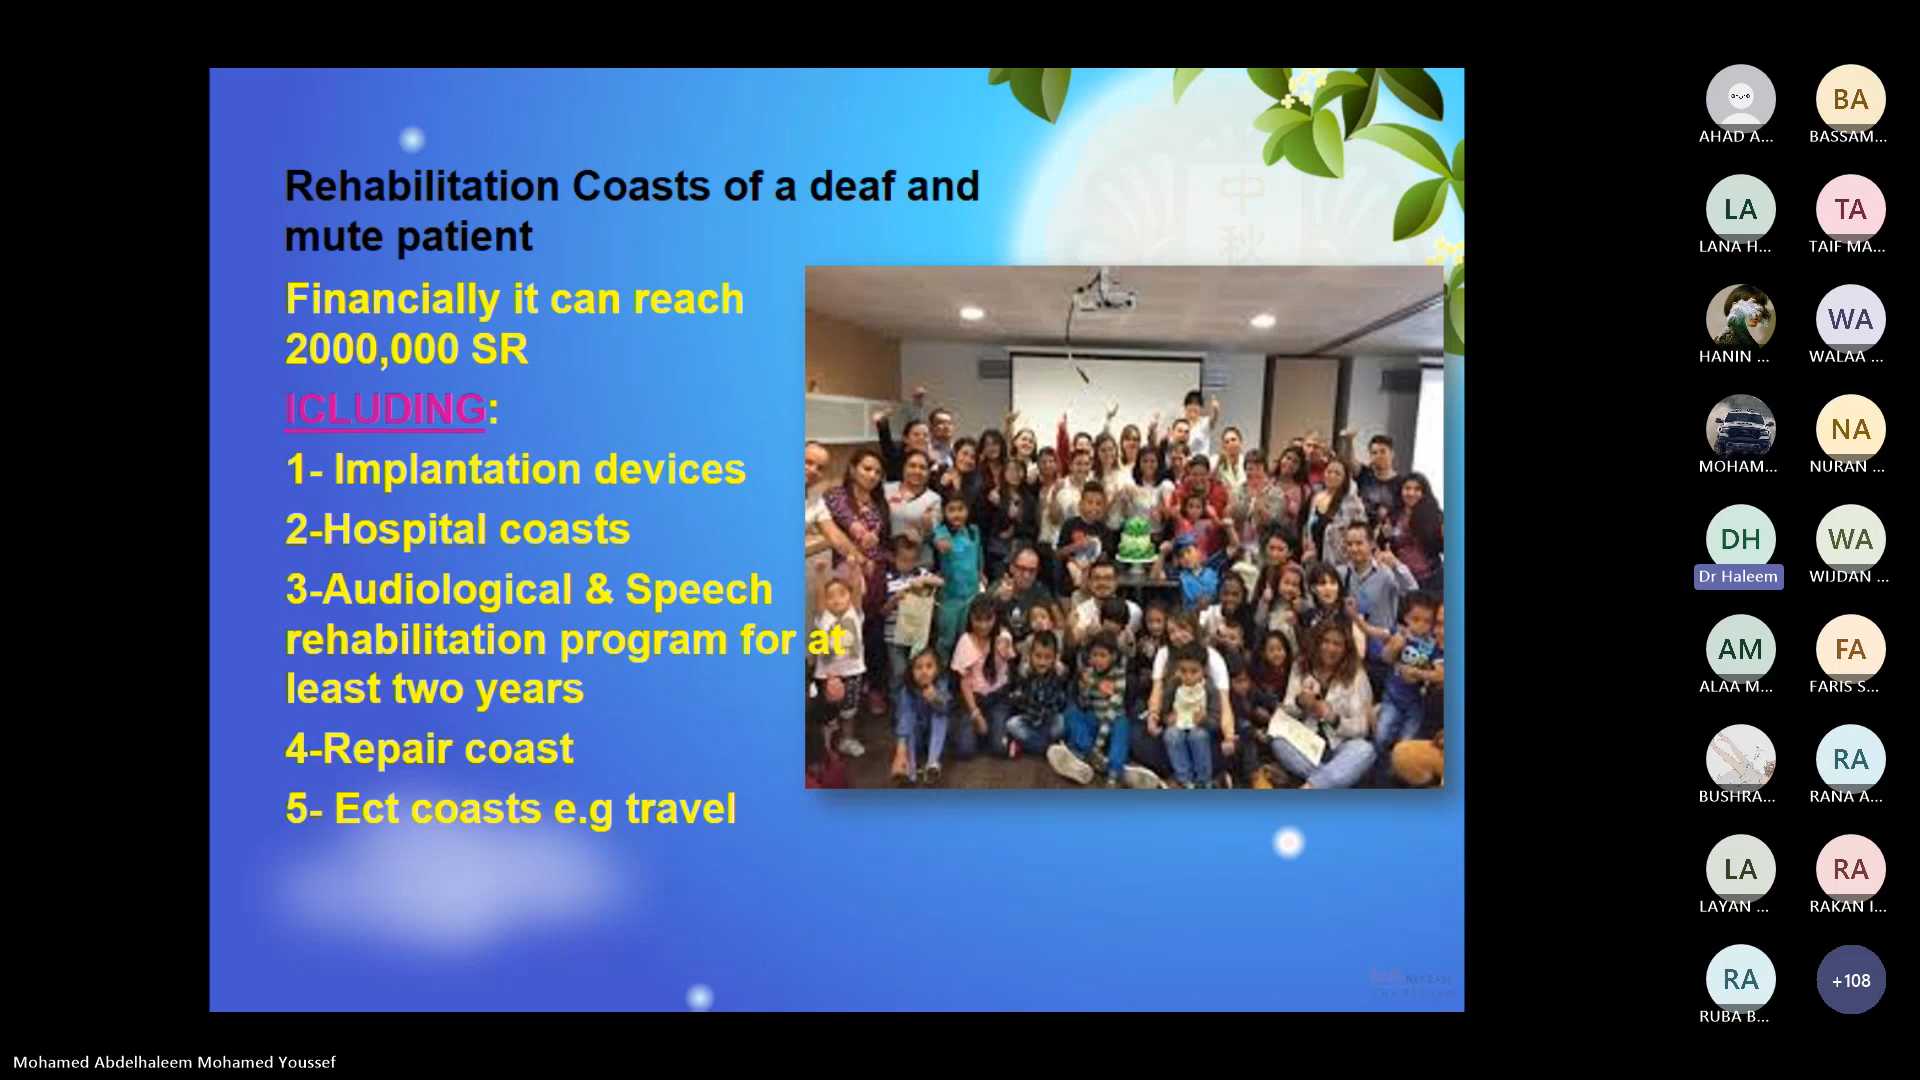 Rehabilitation Coasts of a deaf and
mute patient
Financially it can reach
2000,000 SR
ICLUDING:
1- Implantation devices
2-Hospital coasts
3-Audiological & Speech
rehabilitation program for at
least two years
4-Repair coast
5- Ect coasts e.g travel
中
秋
BA
AHAD A...
BASSAM...
LA
TA
LANA H...
TAIF MA...
WA
HANIN ...
WALAA ...
NA
MOHAM...
NURAN ...
DH
WA
Dr Haleem
WIJDAN ...
AM
FA
ALAA M...
FARIS S...
RA
BUSHRA...
RANA A...
LA
RA
LAYAN ...
RAKAN I...
RA
+108
RUBA B...
Mohamed Abdelhaleem Mohamed Youssef